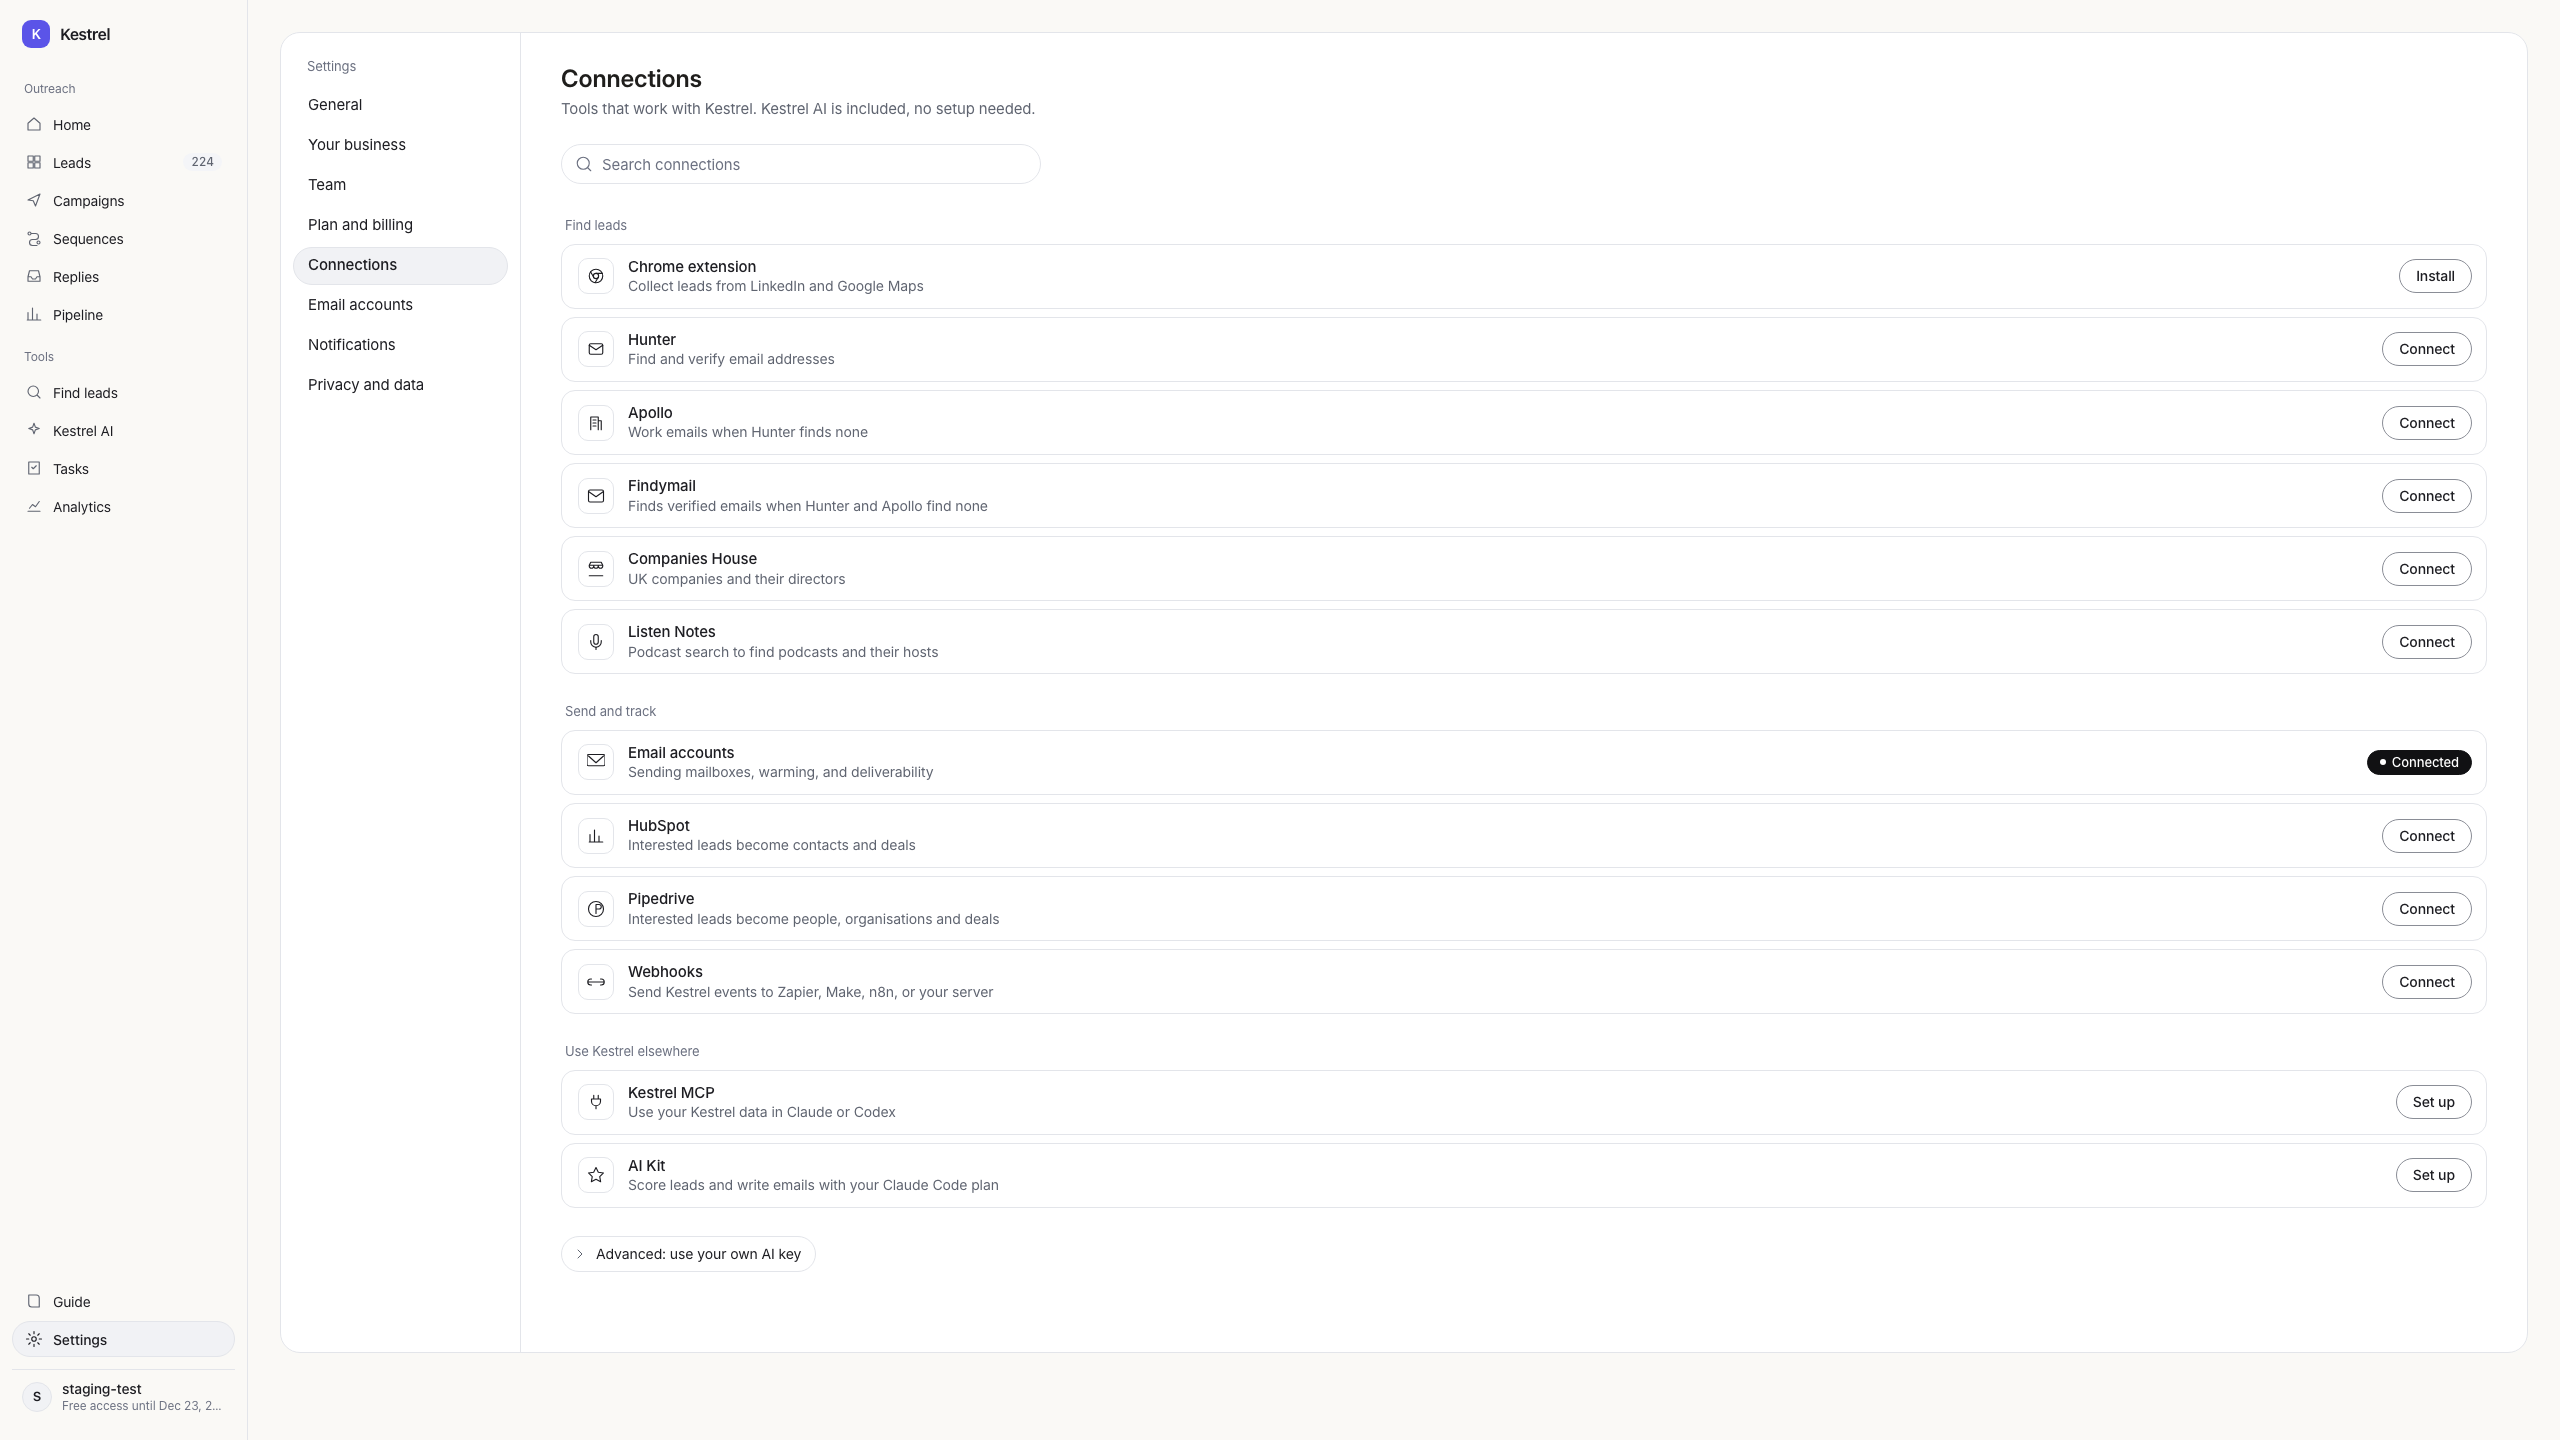 K Kestrel
Outreach
Home
Leads 224
Campaigns
Sequences
Replies
Pipeline
Tools
Find leads
Kestrel AI
Tasks
Analytics
Guide
Settings
S staging-test
Free access until Dec 23, 2...
Settings
General
Your business
Team
Plan and billing
Connections
Email accounts
Notifications
Privacy and data
Connections
Tools that work with Kestrel. Kestrel AI is included, no setup needed.
Search connections
Find leads
Chrome extension
Collect leads from LinkedIn and Google Maps
Install
Hunter
Find and verify email addresses
Connect
Apollo
Work emails when Hunter finds none
Connect
Findymail
Finds verified emails when Hunter and Apollo find none
Connect
Companies House
UK companies and their directors
Connect
Listen Notes
Podcast search to find podcasts and their hosts
Connect
Send and track
Email accounts
Sending mailboxes, warming, and deliverability
Connected
HubSpot
Interested leads become contacts and deals
Connect
Pipedrive
Interested leads become people, organisations and deals
Connect
Webhooks
Send Kestrel events to Zapier, Make, n8n, or your server
Connect
Use Kestrel elsewhere
Kestrel MCP
Use your Kestrel data in Claude or Codex
Set up
AI Kit
Score leads and write emails with your Claude Code plan
Set up
Advanced: use your own AI key